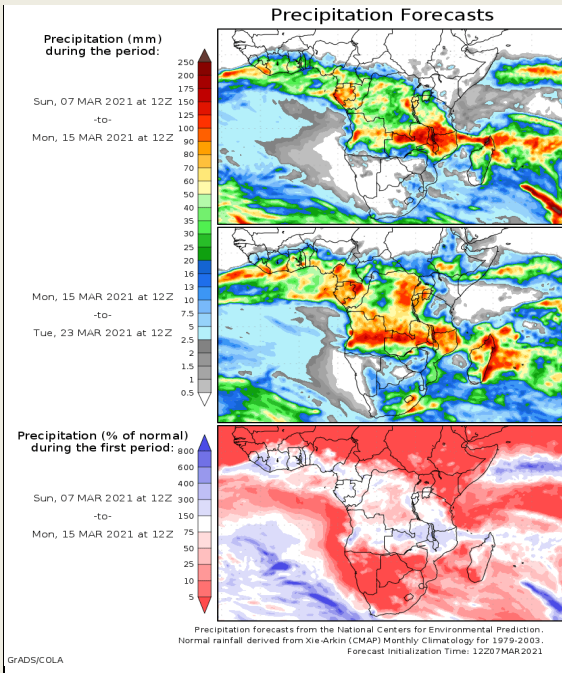 Precipitation Forecasts
Precipitation (mm)
during the period:
Sun, 07 MAR 2021 at 12Z
-to-
Mon, 15 MAR 2021 at 12Z
250
200
175
150
125
100
90
80
70
60
50
40
35
30
25
20
16
13
10
7.5
5
2.5
2
1.5
1
0.5
Mon, 15 MAR 2021 at 12Z
-to-
Tue, 23 MAR 2021 at 12Z
Precipitation (% of normal)
during the first period:
Sun, 07 MAR 2021 at 12Z
-to-
Mon, 15 MAR 2021 at 12Z
800
600
400
300
150
75
50
25
10
5
Precipitation forecasts from the National Centers for Environmental Prediction.
Normal rainfall derived from Xie-Arkin (CMAP) Monthly Climatology for 1979-2003.
Forecast Initialization Time: 12Z07MAR2021
GrADS/COLA